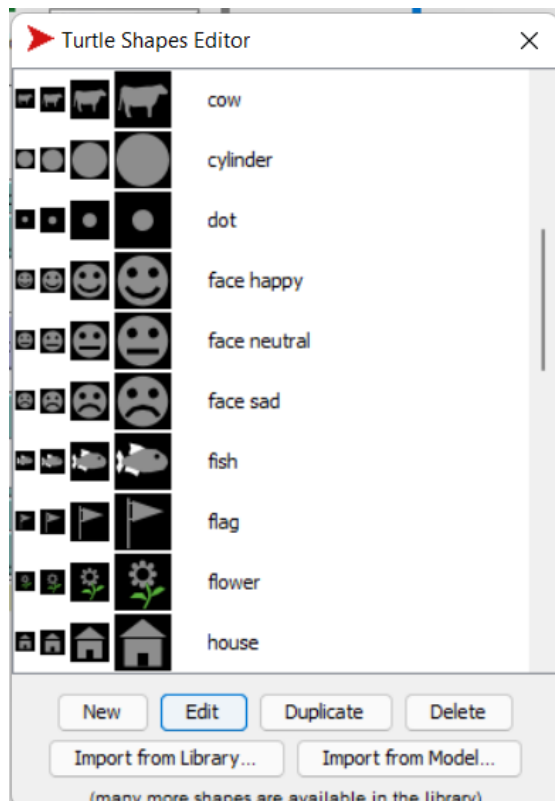 Turtle Shapes Editor
cow
cylinder
dot
face happy
face neutral
face sad
fish
flag
flower
house
New Edit Duplicate Delete
Import from Library... Import from Model...
(many more shapes are available in the library)